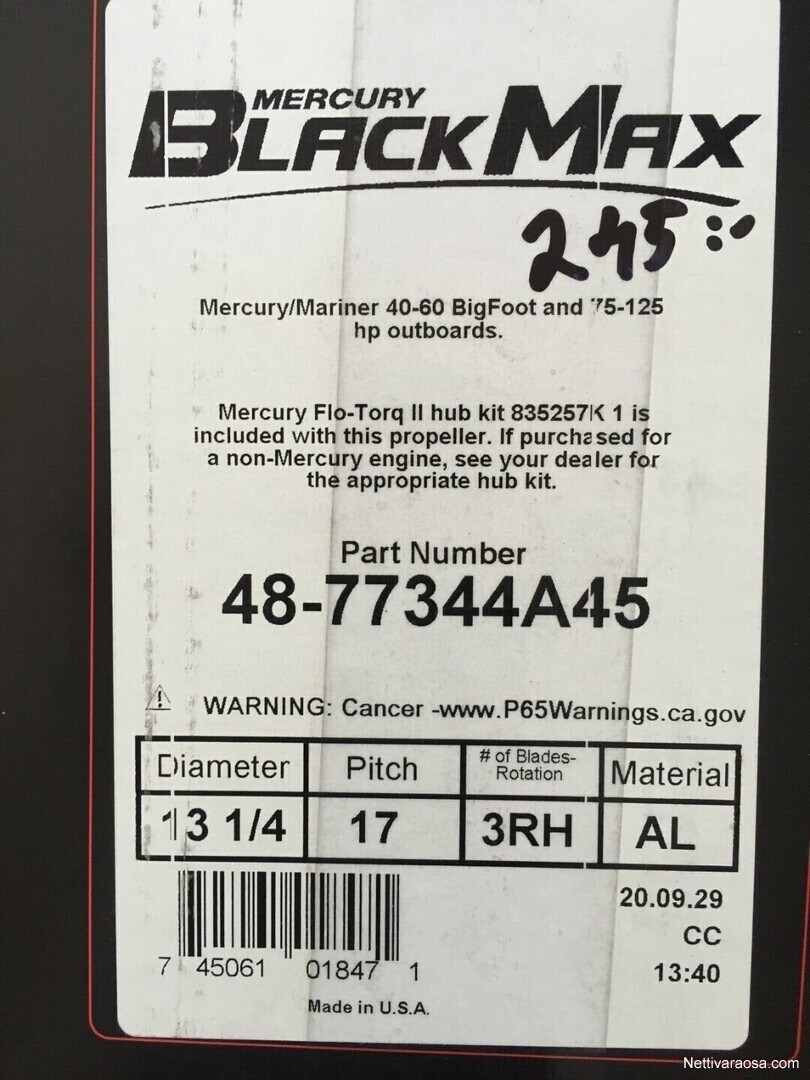 MERCURY
BLACKMAX
245:-
Mercury/Mariner 40-60 BigFoot and 75-125
hp outboards.
Mercury Flo-Torq II hub kit 835257K 1 is
included with this propeller. If purchased for
a non-Mercury engine, see your dealer for
the appropriate hub kit.
Part Number
48-77344A45
WARNING: Cancer -www.P65Warnings.ca.gov
Diameter Pitch # of Blades-Rotation Material
13 1/4 17 3RH AL
20.09.29
CC
13:40
7 45061 01847 1
Made in U.S.A.
Nettivaraosa.com